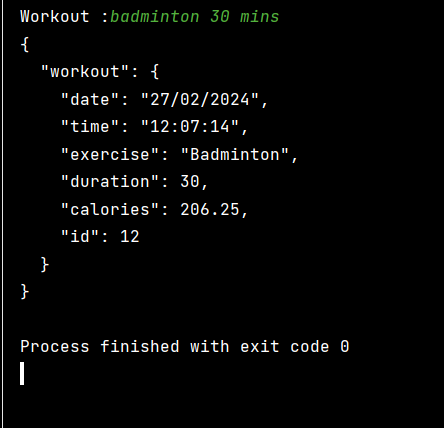 Workout :badminton 30 mins
{
  "workout": {
    "date": "27/02/2024",
    "time": "12:07:14",
    "exercise": "Badminton",
    "duration": 30,
    "calories": 206.25,
    "id": 12
  }
}
Process finished with exit code 0